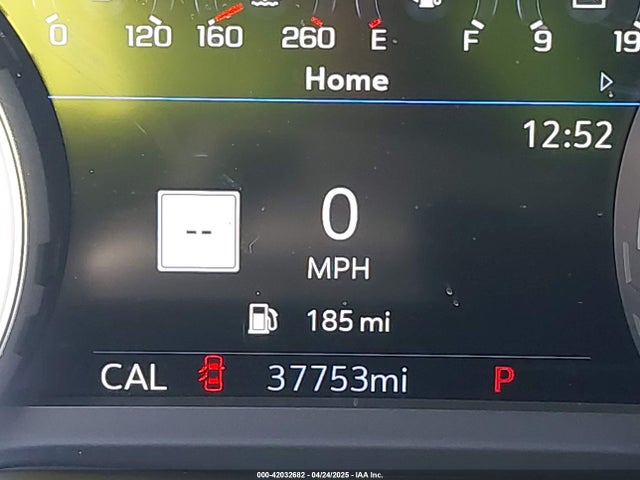 0 120 160 260 E F 9 19
Home
12:52
--
0
MPH
185 mi
CAL 37753mi P
000-42032682 - 04/24/2025 - IAA Inc.